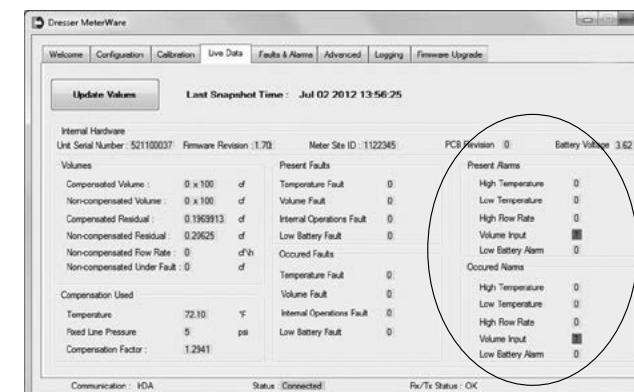 Dresser MeterWare
Welcome Configuration Calibration Live Data Faults & Alarms Advanced Logging Firmware Upgrade
Update Values Last Snapshot Time : Jul 02 2012 13:56:25
Internal Hardware
Unit Serial Number : 521100037 Firmware Revision : 1.70 Meter Site ID : 1122345 PCB Revision 0 Battery Voltage 3.62
Volumes
Compensated Volume : 0 x 100 cf
Non-compensated Volume : 0 x 100 cf
Compensated Residual : 0.1969913 cf
Non-compensated Residual : 0.20625 cf
Non-compensated Flow Rate : 0 cf\h
Non-compensated Under Fault : 0 cf
Compensation Used
Temperature 72.10 °F
Fixed Line Pressure 5 psi
Compensation Factor : 1.2941
Present Faults
Temperature Fault 0
Volume Fault 0
Internal Operations Fault 0
Low Battery Fault 0
Occured Faults
Temperature Fault 0
Volume Fault 0
Internal Operations Fault 0
Low Battery Fault 0
Present Alarms
High Temperature 0
Low Temperature 0
High Flow Rate 0
Volume Input
Low Battery Alarm 0
Occured Alarms
High Temperature 0
Low Temperature 0
High Flow Rate 0
Volume Input
Low Battery Alarm 0
Communication : IrDA Status : Connected Rx/Tx Status : OK